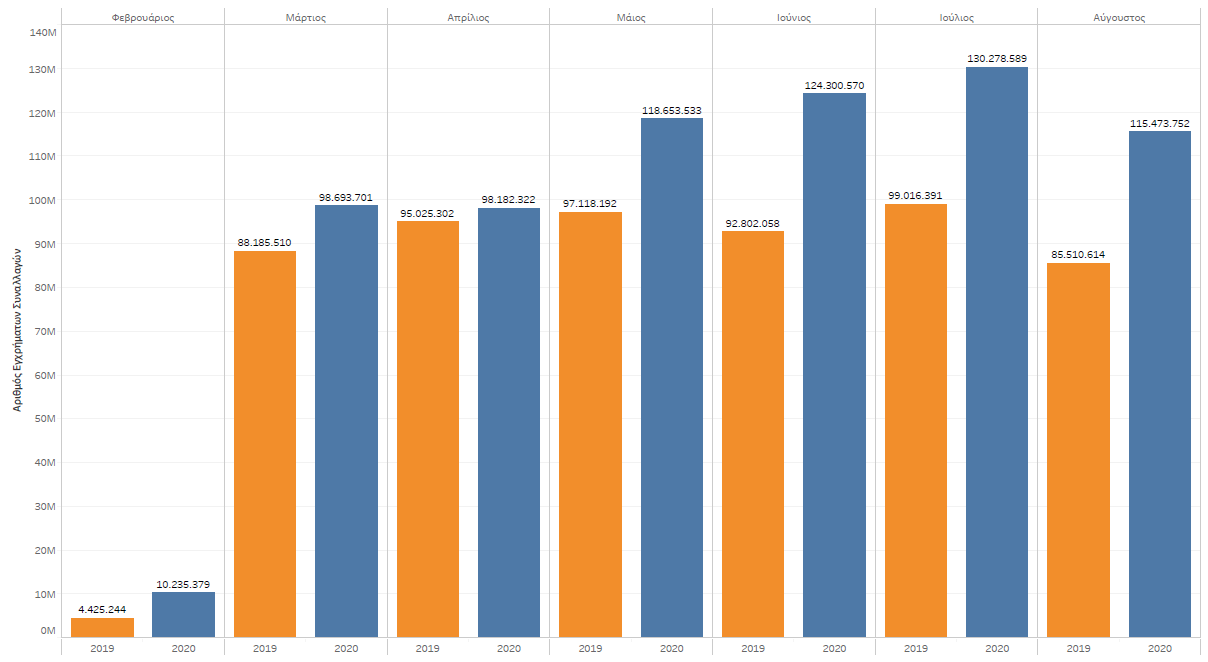 Φεβρουάριος Μάρτιος Απρίλιος Μάιος Ιούνιος Ιούλιος Αύγουστος
140M
130M
120M
110M
100M
90M
80M
70M
60M
50M
40M
30M
20M
10M
0M
Αριθμός Εγχρήματων Συναλλαγών
4.425.244
10.235.379
88.185.510
98.693.701
95.025.302
98.182.322
97.118.192
118.653.533
92.802.058
124.300.570
99.016.391
130.278.589
85.510.614
115.473.752
2019 2020 2019 2020 2019 2020 2019 2020 2019 2020 2019 2020 2019 2020